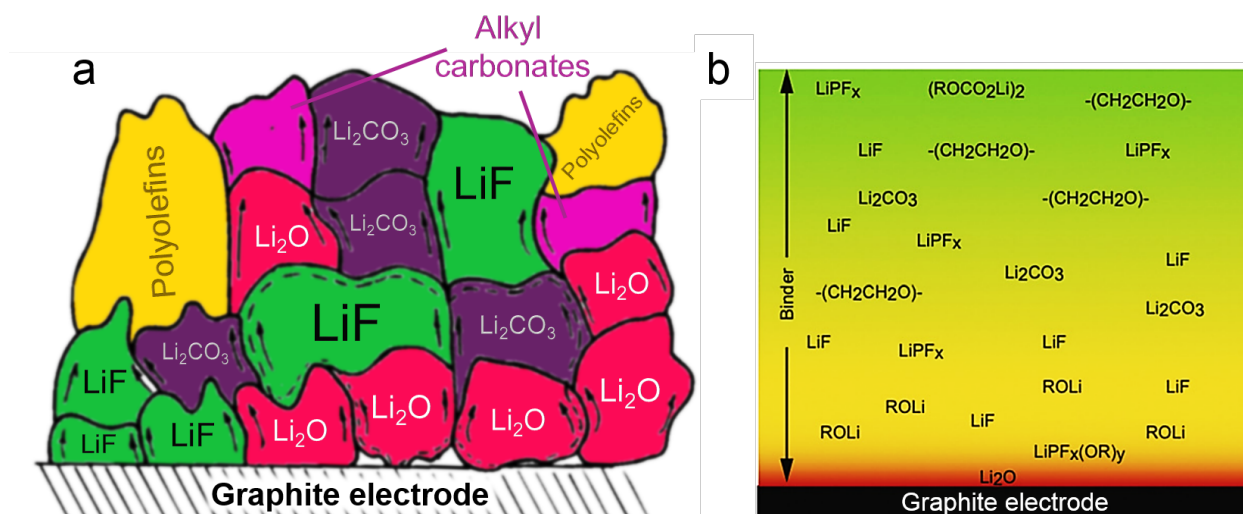 a
Alkyl
carbonates
Polyolefins
Li₂CO₃
LiF
Polyolefins
Li₂O
Li₂CO₃
Li₂O
LiF
Li₂CO₃
Li₂CO₃
LiF
LiF
LiF
Li₂O
Li₂O
Li₂O
Li₂O
Graphite electrode
b
Binder
LiPFₓ (ROCO₂Li)₂ -(CH₂CH₂O)-
LiF -(CH₂CH₂O)- LiPFₓ
Li₂CO₃ -(CH₂CH₂O)-
LiF
LiPFₓ
LiF
Li₂CO₃
-(CH₂CH₂O)-
Li₂CO₃
LiF LiPFₓ LiF
ROLi LiF
ROLi
LiF
ROLi ROLi
LiPFₓ(OR)y
Li₂O
Graphite electrode